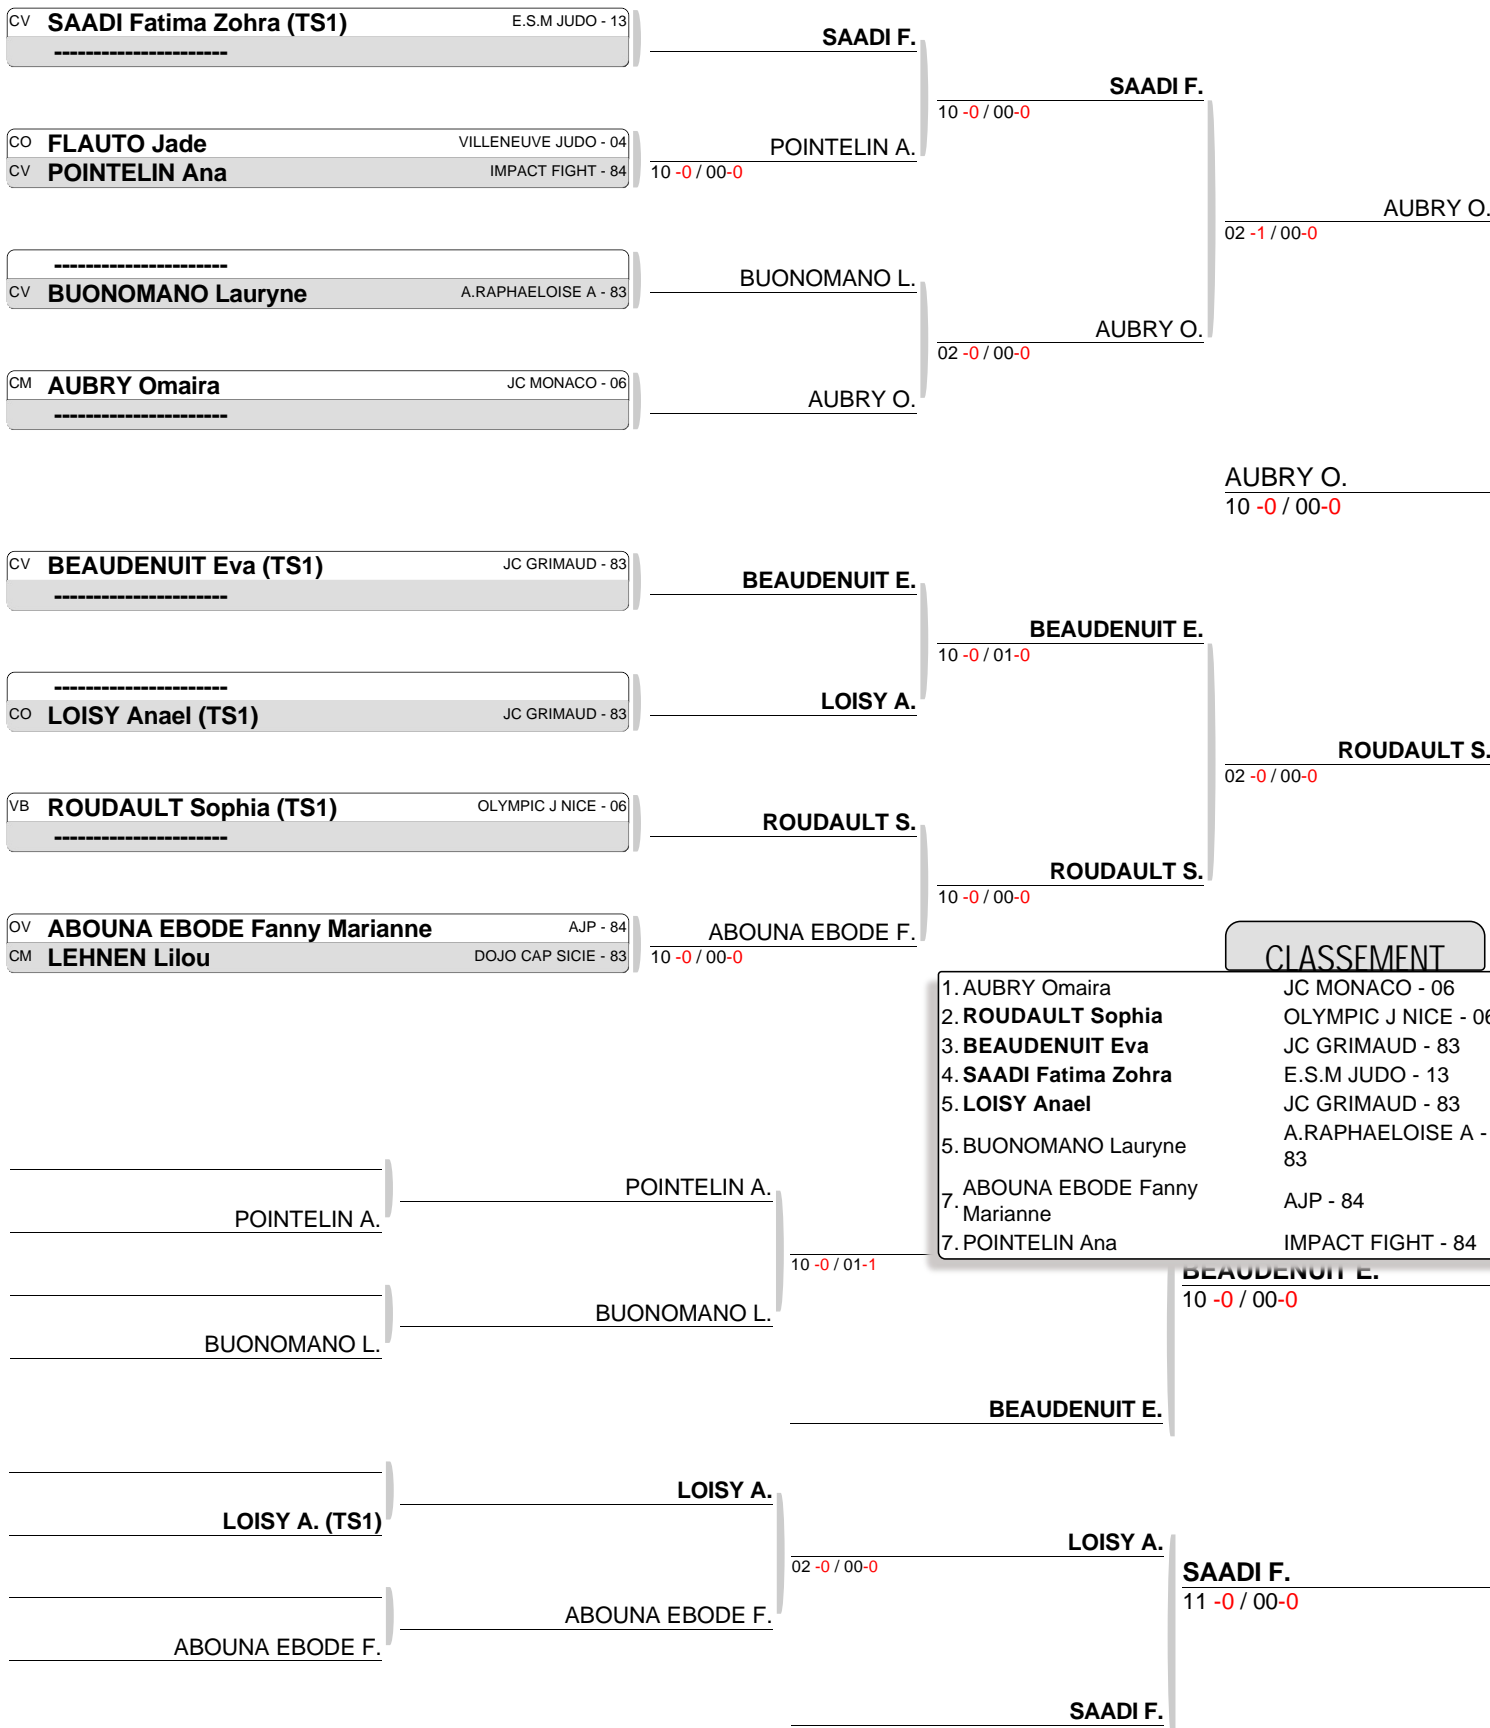 CV SAADI Fatima Zohra (TS1) E.S.M JUDO - 13
----------------------
SAADI F.
SAADI F.
10 -0 / 00-0
CO FLAUTO Jade VILLENEUVE JUDO - 04
CV POINTELIN Ana IMPACT FIGHT - 84
POINTELIN A.
10 -0 / 00-0
AUBRY O.
02 -1 / 00-0
----------------------
CV BUONOMANO Lauryne A.RAPHAELOISE A - 83
BUONOMANO L.
AUBRY O.
02 -0 / 00-0
CM AUBRY Omaira JC MONACO - 06
----------------------
AUBRY O.
AUBRY O.
10 -0 / 00-0
CV BEAUDENUIT Eva (TS1) JC GRIMAUD - 83
----------------------
BEAUDENUIT E.
BEAUDENUIT E.
10 -0 / 01-0
----------------------
CO LOISY Anael (TS1) JC GRIMAUD - 83
LOISY A.
ROUDAULT S.
02 -0 / 00-0
VB ROUDAULT Sophia (TS1) OLYMPIC J NICE - 06
----------------------
ROUDAULT S.
ROUDAULT S.
10 -0 / 00-0
OV ABOUNA EBODE Fanny Marianne AJP - 84
CM LEHNEN Lilou DOJO CAP SICIE - 83
ABOUNA EBODE F.
10 -0 / 00-0
CLASSEMENT
1. AUBRY Omaira JC MONACO - 06
2. ROUDAULT Sophia OLYMPIC J NICE - 06
3. BEAUDENUIT Eva JC GRIMAUD - 83
4. SAADI Fatima Zohra E.S.M JUDO - 13
5. LOISY Anael JC GRIMAUD - 83
5. BUONOMANO Lauryne A.RAPHAELOISE A -
83
7. ABOUNA EBODE Fanny
Marianne AJP - 84
7. POINTELIN Ana IMPACT FIGHT - 84
POINTELIN A.
POINTELIN A.
10 -0 / 01-1
BEAUDENUIT E.
10 -0 / 00-0
BUONOMANO L.
BUONOMANO L.
BEAUDENUIT E.
LOISY A.
LOISY A. (TS1)
LOISY A.
02 -0 / 00-0
SAADI F.
11 -0 / 00-0
ABOUNA EBODE F.
ABOUNA EBODE F.
SAADI F.